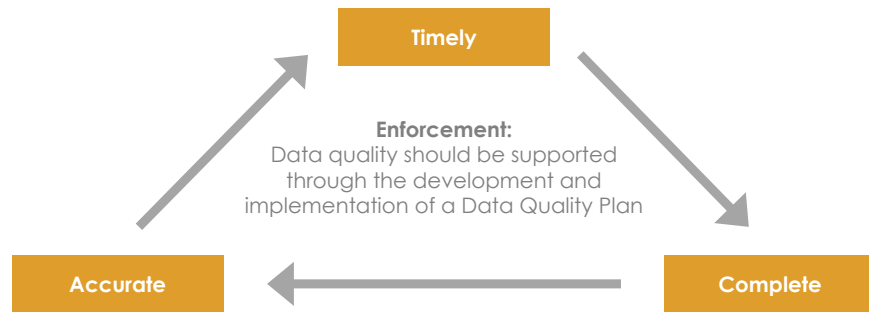 Timely
Enforcement:
Data quality should be supported
through the development and
implementation of a Data Quality Plan
Accurate
Complete